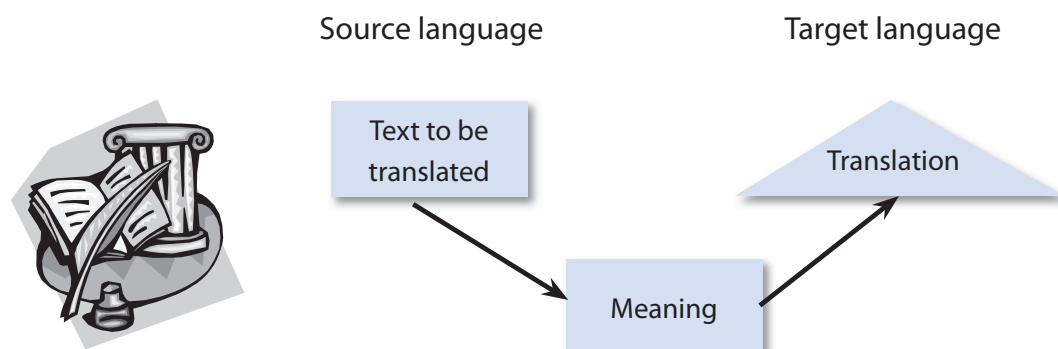 Source language
Target language
Text to be
translated
Translation
Meaning